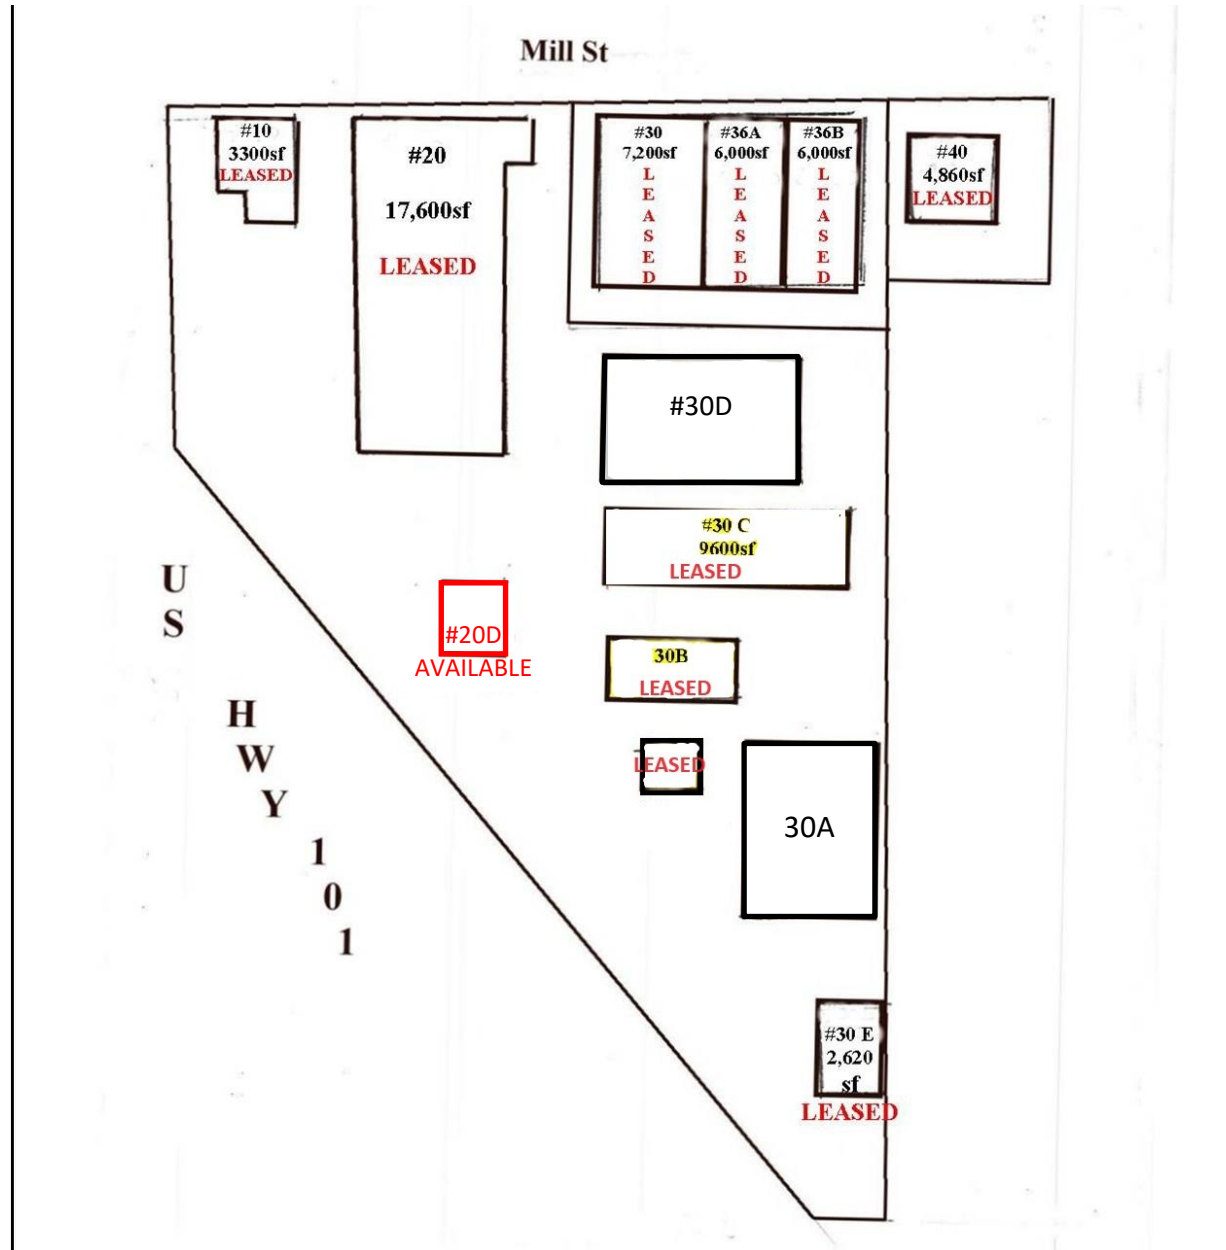 Mill St
#10
3300sf
LEASED
#20
17,600sf
LEASED
#30
7,200sf
L
E
A
S
E
D
#36A
6,000sf
L
E
A
S
E
D
#36B
6,000sf
L
E
A
S
E
D
#40
4,860sf
LEASED
#30D
#30 C
9600sf
LEASED
#20D
AVAILABLE
30B
LEASED
LEASED
30A
#30 E
2,620
sf
LEASED
U
S
H
W
Y
1
0
1